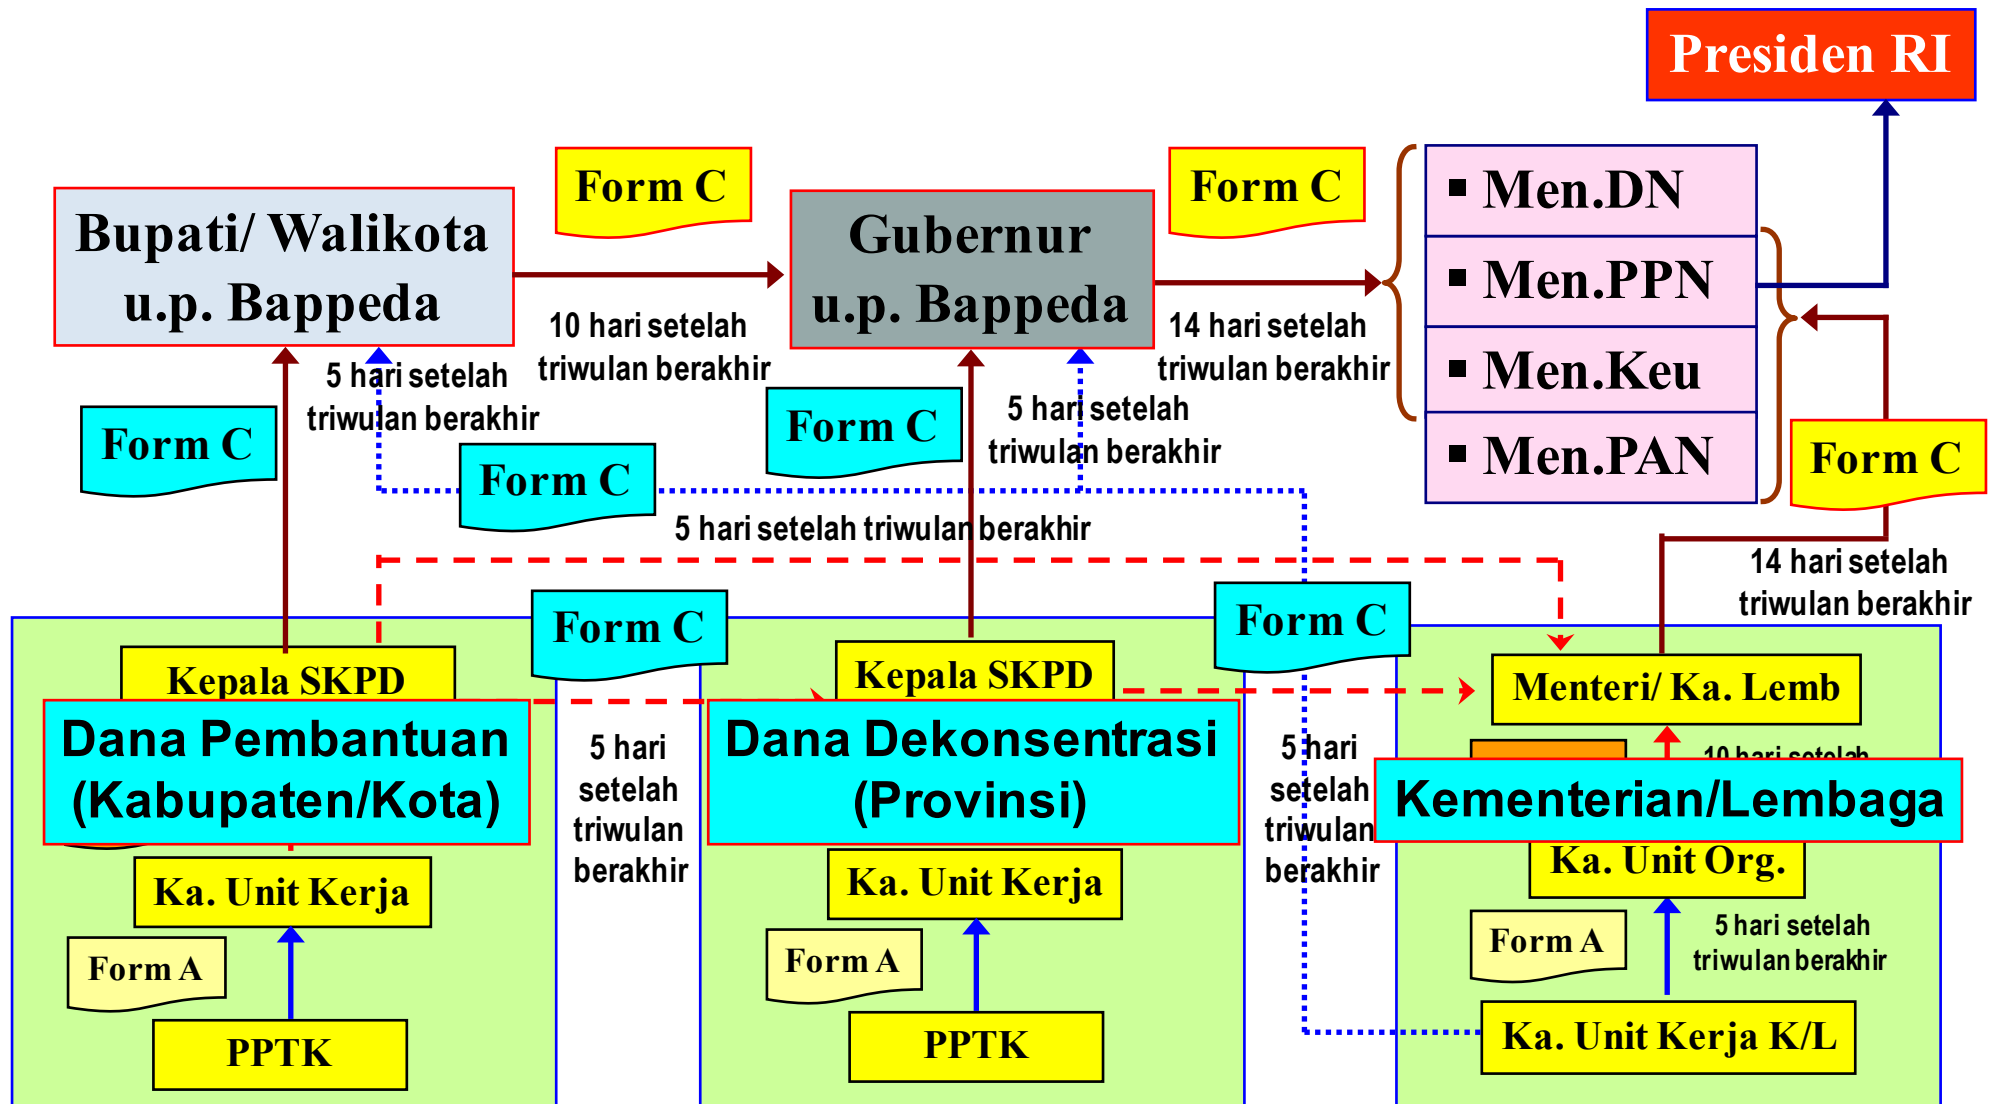 Presiden RI
Form C
Form C
▪ Men.DN
Bupati/ Walikota
u.p. Bappeda
Gubernur
u.p. Bappeda
▪ Men.PPN
10 hari setelah
triwulan berakhir
14 hari setelah
triwulan berakhir
▪ Men.Keu
5 hari setelah
triwulan berakhir
Form C
Form C
5 hari setelah
triwulan berakhir
▪ Men.PAN
Form C
Form C
5 hari setelah triwulan berakhir
14 hari setelah
triwulan berakhir
Form C
Form C
Kepala SKPD
Kepala SKPD
Menteri/ Ka. Lemb
Dana Pembantuan
(Kabupaten/Kota)
5 hari
setelah
triwulan
berakhir
Dana Dekonsentrasi
(Provinsi)
5 hari
setelah
triwulan
berakhir
10 hari setelah
Kementerian/Lembaga
Ka. Unit Kerja
Ka. Unit Kerja
Ka. Unit Org.
Form A
Form A
Form A
5 hari setelah
triwulan berakhir
PPTK
PPTK
Ka. Unit Kerja K/L